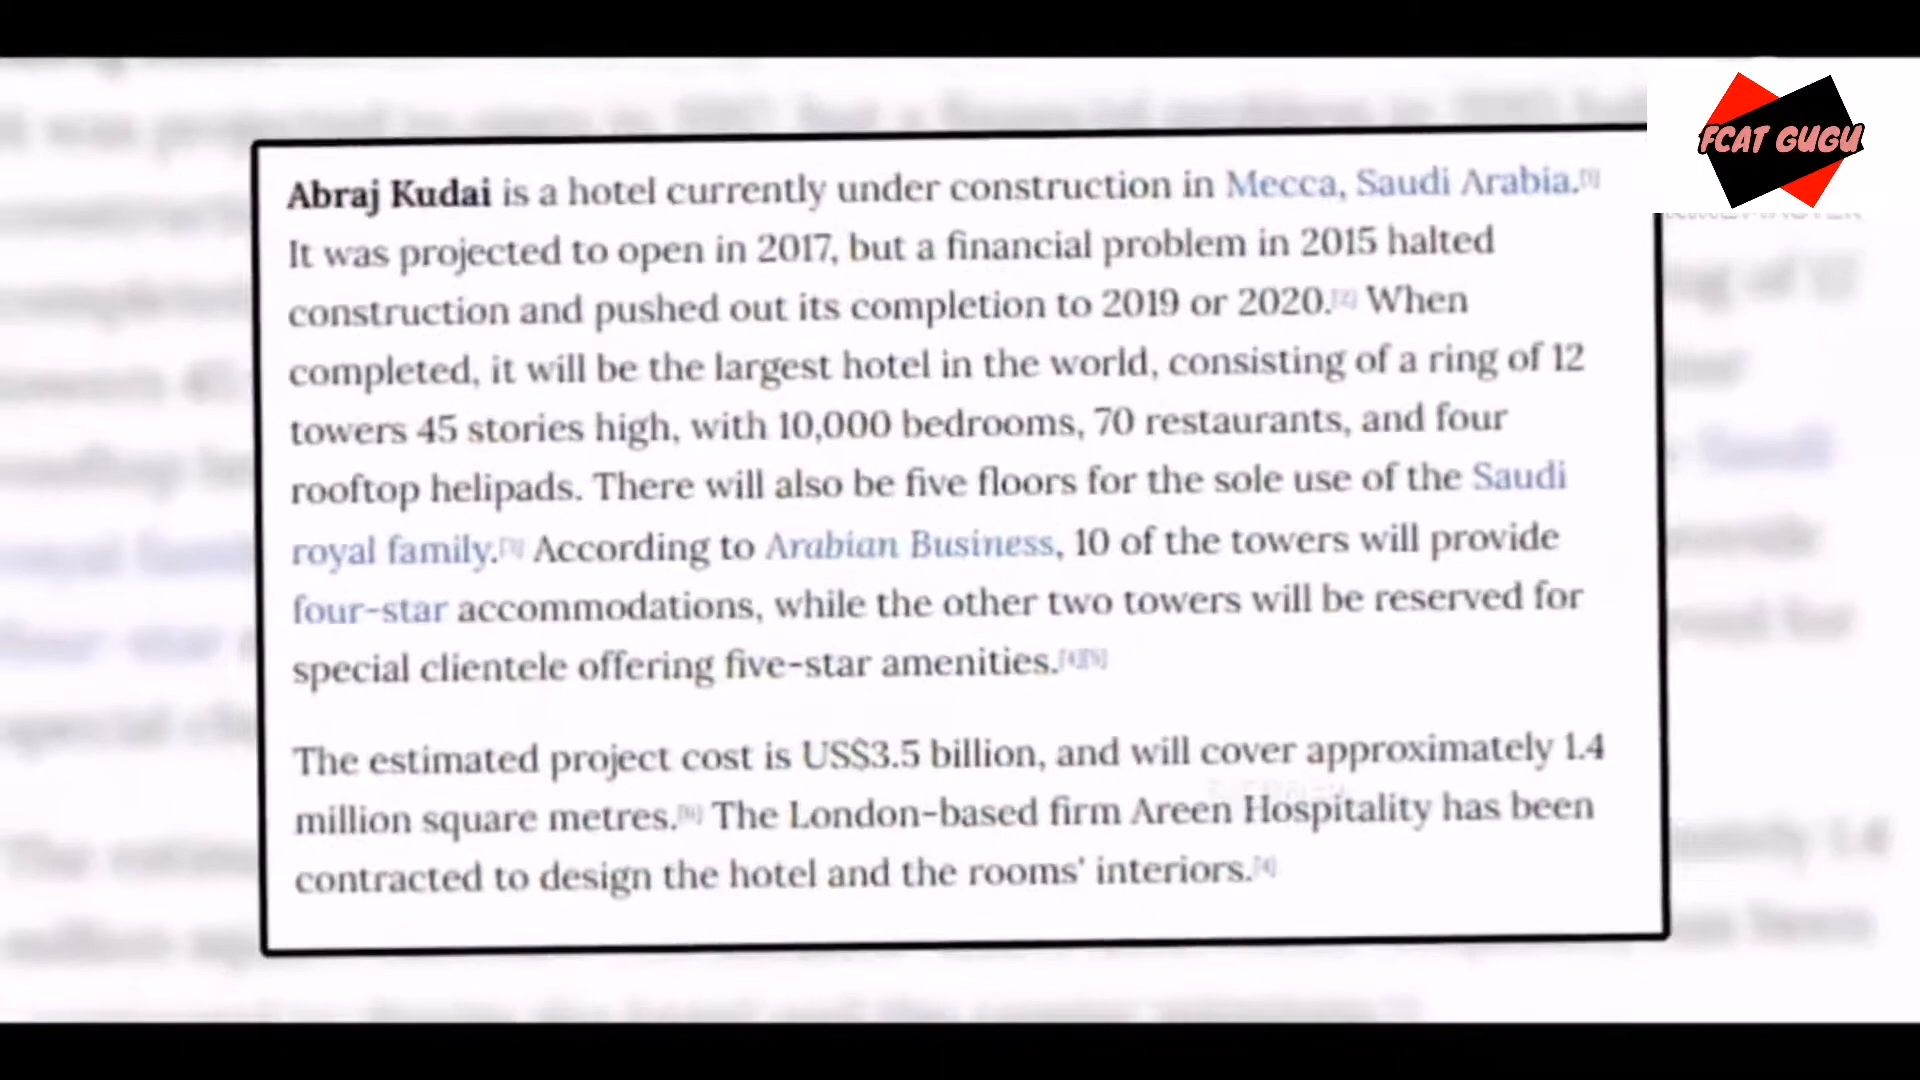 FCAT GUGU
Abraj Kudai is a hotel currently under construction in Mecca, Saudi Arabia.[1]
It was projected to open in 2017, but a financial problem in 2015 halted
construction and pushed out its completion to 2019 or 2020.[2] When
completed, it will be the largest hotel in the world, consisting of a ring of 12
towers 45 stories high, with 10,000 bedrooms, 70 restaurants, and four
rooftop helipads. There will also be five floors for the sole use of the Saudi
royal family.[3] According to Arabian Business, 10 of the towers will provide
four-star accommodations, while the other two towers will be reserved for
special clientele offering five-star amenities.[4][5]
The estimated project cost is US$3.5 billion, and will cover approximately 1.4
million square metres.[6] The London-based firm Areen Hospitality has been
contracted to design the hotel and the rooms' interiors.[4]